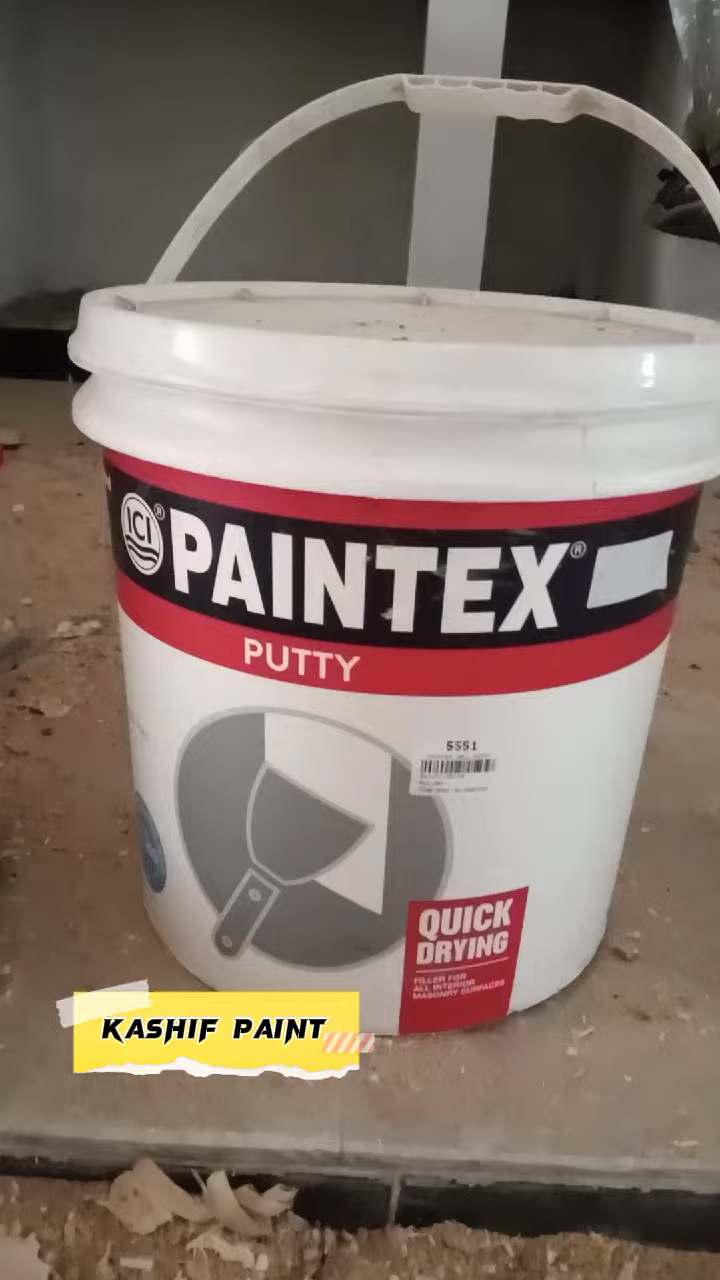 ICI® PAINTEX®
PUTTY
5551
QUICK
DRYING
FILLER FOR
ALL INTERIOR
MASONRY SURFACES
KASHIF PAINT